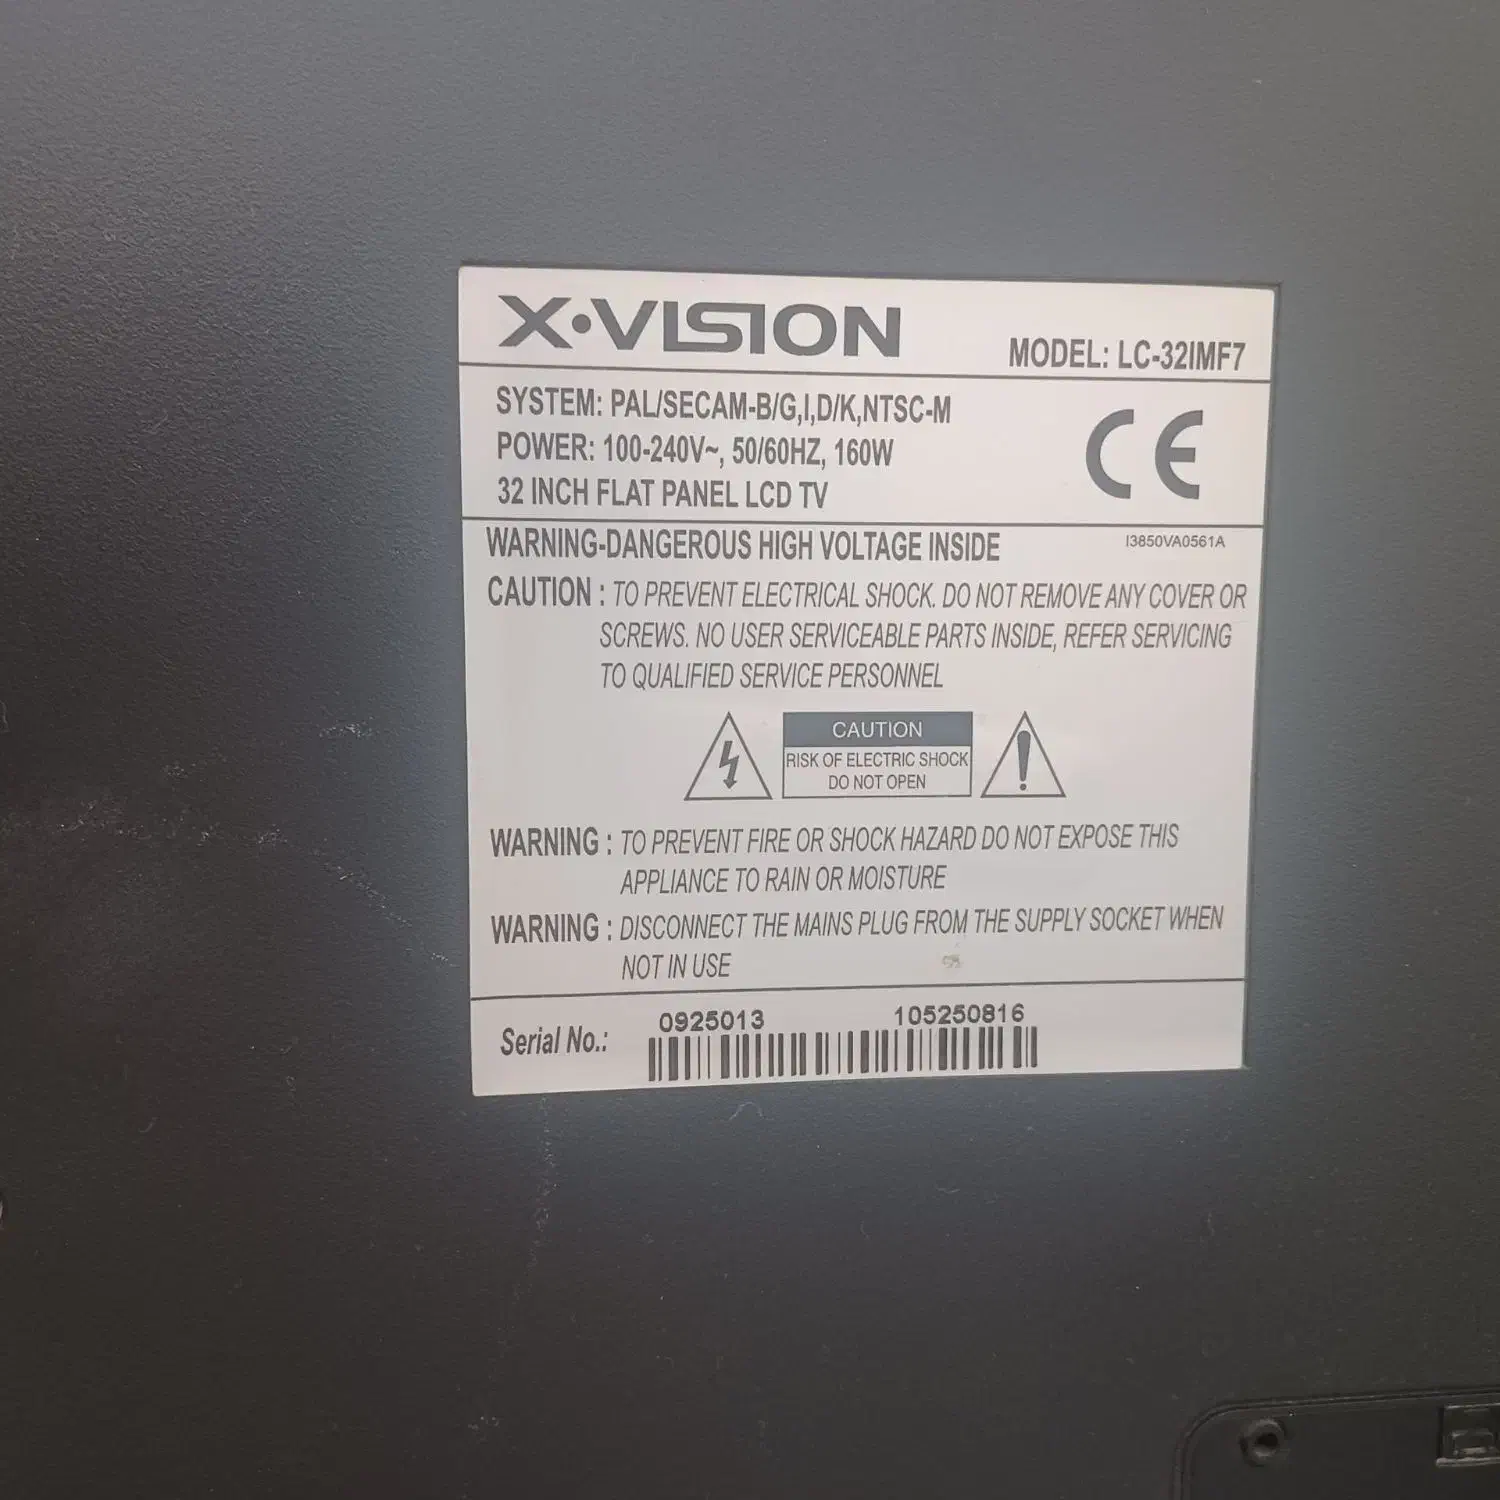 X·VISION
MODEL: LC-32IMF7
SYSTEM: PAL/SECAM-B/G,I,D/K,NTSC-M
POWER: 100-240V~, 50/60HZ, 160W
32 INCH FLAT PANEL LCD TV
CE
WARNING-DANGEROUS HIGH VOLTAGE INSIDE
I3850VA0561A
CAUTION : TO PREVENT ELECTRICAL SHOCK. DO NOT REMOVE ANY COVER OR
SCREWS. NO USER SERVICEABLE PARTS INSIDE, REFER SERVICING
TO QUALIFIED SERVICE PERSONNEL
CAUTION
RISK OF ELECTRIC SHOCK
DO NOT OPEN
WARNING : TO PREVENT FIRE OR SHOCK HAZARD DO NOT EXPOSE THIS
APPLIANCE TO RAIN OR MOISTURE
WARNING : DISCONNECT THE MAINS PLUG FROM THE SUPPLY SOCKET WHEN
NOT IN USE
Serial No.: 0925013 105250816